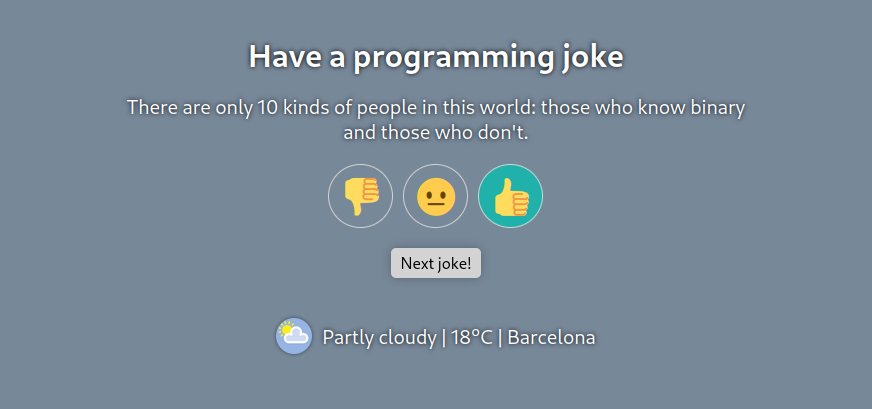 Have a programming joke
There are only 10 kinds of people in this world: those who know binary
and those who don't.
Next joke!
Partly cloudy | 18ºC | Barcelona